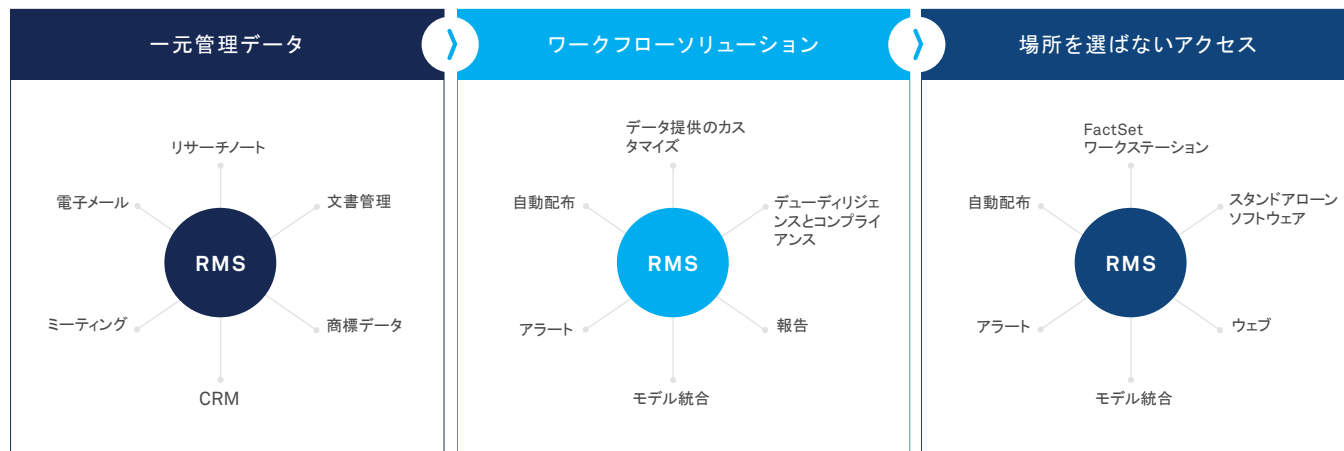 一元管理データ
リサーチノート
電子メール
文書管理
RMS
ミーティング
商標データ
CRM
ワークフローソリューション
データ提供のカス
タマイズ
自動配布
デューディリジェ
ンスとコンプライ
アンス
RMS
アラート
報告
モデル統合
場所を選ばないアクセス
FactSet
ワークステーション
自動配布
スタンドアローン
ソフトウェア
RMS
アラート
ウェブ
モデル統合